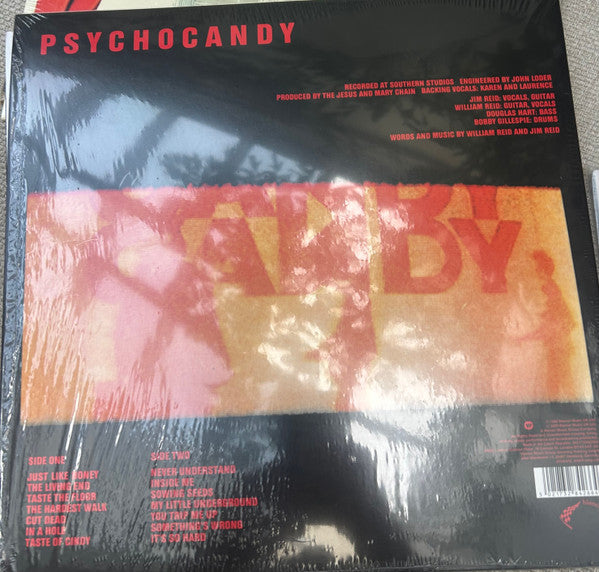 PSYCHOCANDY
RECORDED AT SOUTHERN STUDIOS ENGINEERED BY JOHN LODER
PRODUCED BY THE JESUS AND MARY CHAIN BACKING VOCALS: KAREN AND LAURENCE
JIM REID: VOCALS, GUITAR
WILLIAM REID: GUITAR, VOCALS
DOUGLAS HART: BASS
BOBBY GILLESPIE: DRUMS
WORDS AND MUSIC BY WILLIAM REID AND JIM REID
CANDY
SIDE ONE
JUST LIKE HONEY
THE LIVING END
TASTE THE FLOOR
THE HARDEST WALK
CUT DEAD
IN A HOLE
TASTE OF CINDY
SIDE TWO
NEVER UNDERSTAND
INSIDE ME
SOWING SEEDS
MY LITTLE UNDERGROUND
YOU TRIP ME UP
SOMETHING'S WRONG
IT'S SO HARD